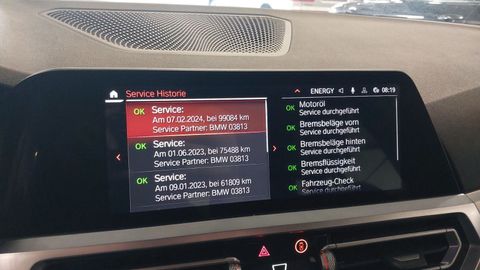 Service Historie
ENERGY
08:19
OK Service:
Am 07.02.2024, bei 99084 km
Service Partner: BMW 03813
OK Service:
Am 01.06.2023, bei 75488 km
Service Partner: BMW 03813
OK Service:
Am 09.01.2023, bei 61809 km
Service Partner: BMW 03813
Motoröl
OK Service durchgeführt
Bremsbeläge vorn
OK Service durchgeführt
Bremsbeläge hinten
OK Service durchgeführt
Bremsflüssigkeit
OK Service durchgeführt
Fahrzeug-Check
OK Service durchgeführt